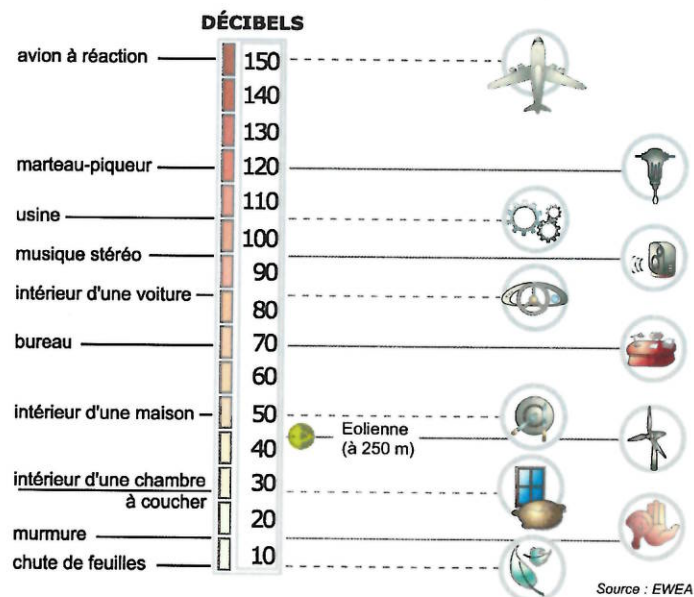 DÉCIBELS
avion à réaction
150
140
130
marteau-piqueur
120
110
usine
100
musique stéréo
90
intérieur d'une voiture
80
bureau
70
60
intérieur d'une maison
50
Eolienne
(à 250 m)
40
intérieur d'une chambre
à coucher
30
20
murmure
chute de feuilles
10
Source : EWEA